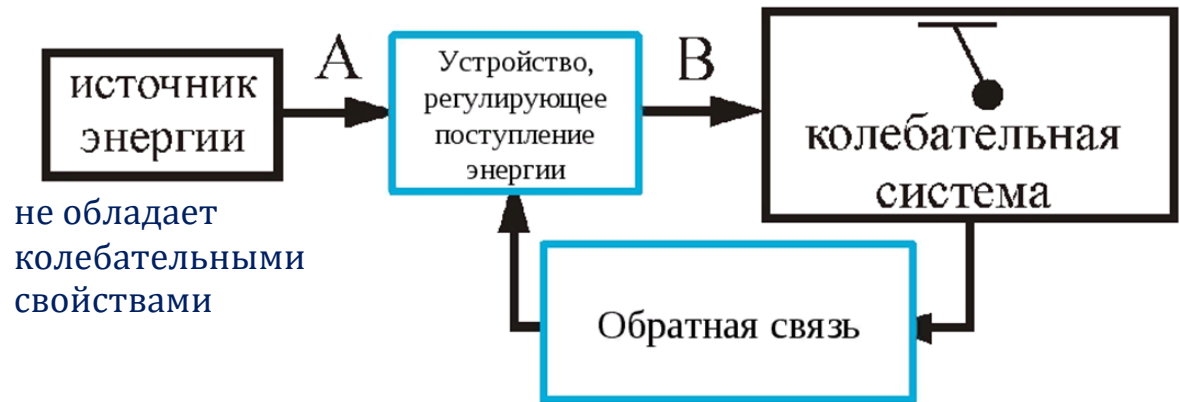 источник
энергии
A
Устройство,
регулирующее
поступление
энергии
B
колебательная
система
не обладает
колебательными
свойствами
Обратная связь